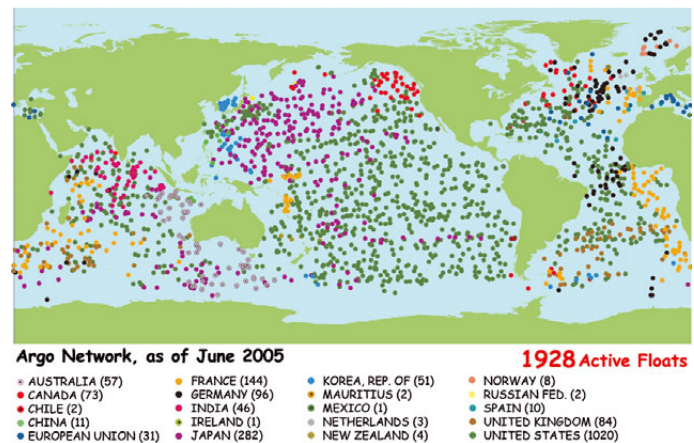 Argo Network, as of June 2005
1928 Active Floats
AUSTRALIA (57)
CANADA (73)
CHILE (2)
CHINA (11)
EUROPEAN UNION (31)
FRANCE (144)
GERMANY (96)
INDIA (46)
IRELAND (1)
JAPAN (282)
KOREA, REP. OF (51)
MAURITIUS (2)
MEXICO (1)
NETHERLANDS (3)
NEW ZEALAND (4)
NORWAY (8)
RUSSIAN FED. (2)
SPAIN (10)
UNITED KINGDOM (84)
UNITED STATES (1020)